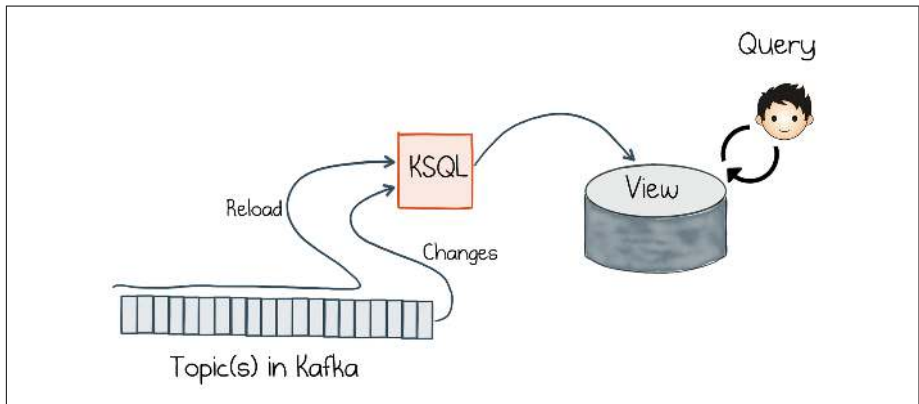 Query
KSQL
View
Reload
Changes
Topic(s) in Kafka